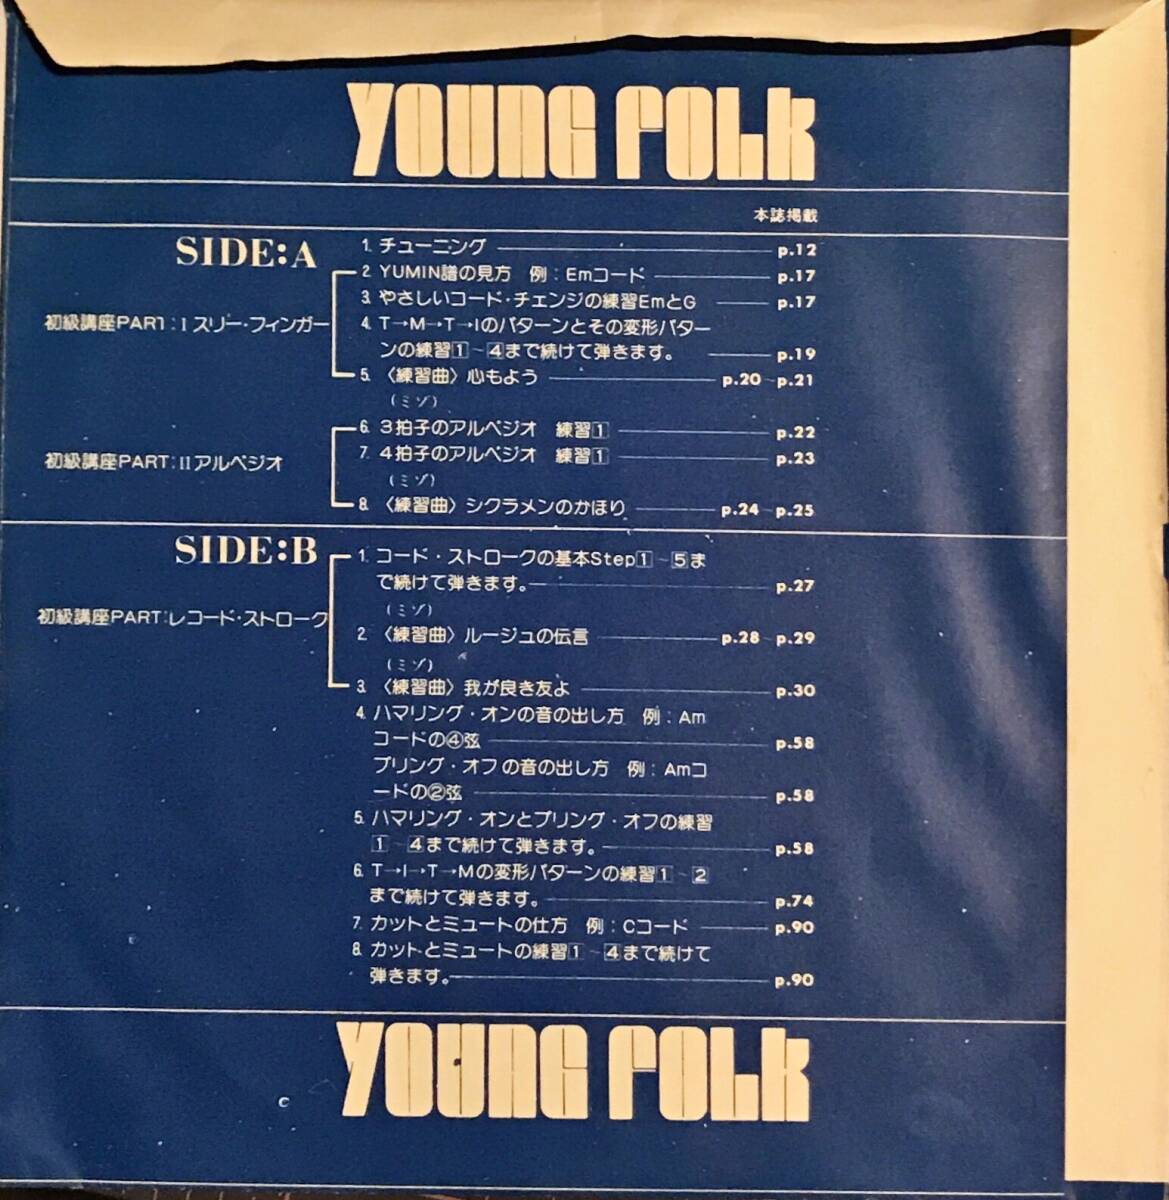 YOUNG FOLK
本誌掲載
SIDE:A
1. チューニング p.12
2. YUMIN譜の見方 例：Emコード p.17
3. やさしいコード・チェンジの練習EmとG p.17
初級講座PART：I スリー・フィンガー
4. T→M→T→Iのパターンとその変形パター
ンの練習1～4まで続けて弾きます。 p.19
5. 〈練習曲〉心もよう p.20～p.21
（ミゾ）
6. 3拍子のアルペジオ 練習1 p.22
7. 4拍子のアルペジオ 練習1 p.23
初級講座PART：II アルペジオ
（ミゾ）
8. 〈練習曲〉シクラメンのかほり p.24～p.25
SIDE:B
1. コード・ストロークの基本Step1～5ま
で続けて弾きます。 p.27
（ミゾ）
初級講座PART：レコード・ストローク
2. 〈練習曲〉ルージュの伝言 p.28～p.29
（ミゾ）
3. 〈練習曲〉我が良き友よ p.30
4. ハマリング・オンの音の出し方 例：Am
コードの④弦 p.58
プリング・オフの音の出し方 例：Amコ
ードの②弦 p.58
5. ハマリング・オンとプリング・オフの練習
1～4まで続けて弾きます。 p.58
6. T→I→T→Mの変形パターンの練習1～2
まで続けて弾きます。 p.74
7. カットとミュートの仕方 例：Cコード p.90
8. カットとミュートの練習1～4まで続けて
弾きます。 p.90
YOUNG FOLK